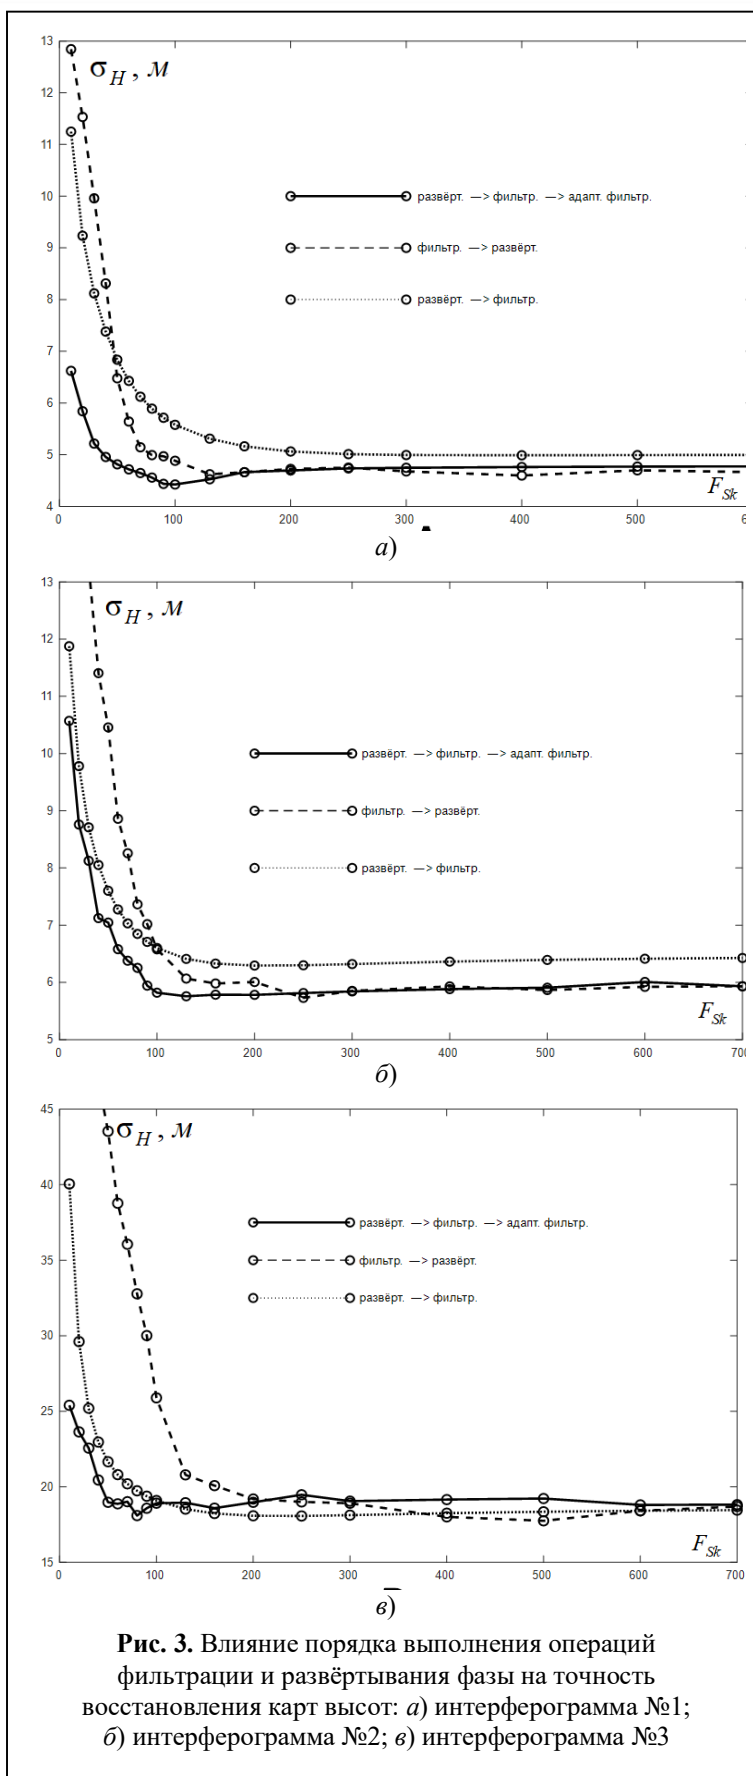 13
12
11
10
9
8
7
6
5
4
σH , м
развёрт. —> фильтр. —> адапт. фильтр.
фильтр. —> развёрт.
развёрт. —> фильтр.
FSk
0 100 200 300 400 500 6
а)
13
12
11
10
9
8
7
6
5
σH , м
развёрт. —> фильтр. —> адапт. фильтр.
фильтр. —> развёрт.
развёрт. —> фильтр.
FSk
0 100 200 300 400 500 600 700
б)
45
40
35
30
25
20
15
σH , м
развёрт. —> фильтр. —> адапт. фильтр.
фильтр. —> развёрт.
развёрт. —> фильтр.
FSk
0 100 200 300 400 500 600 700
в)
Рис. 3. Влияние порядка выполнения операций
фильтрации и развёртывания фазы на точность
восстановления карт высот: а) интерферограмма №1;
б) интерферограмма №2; в) интерферограмма №3